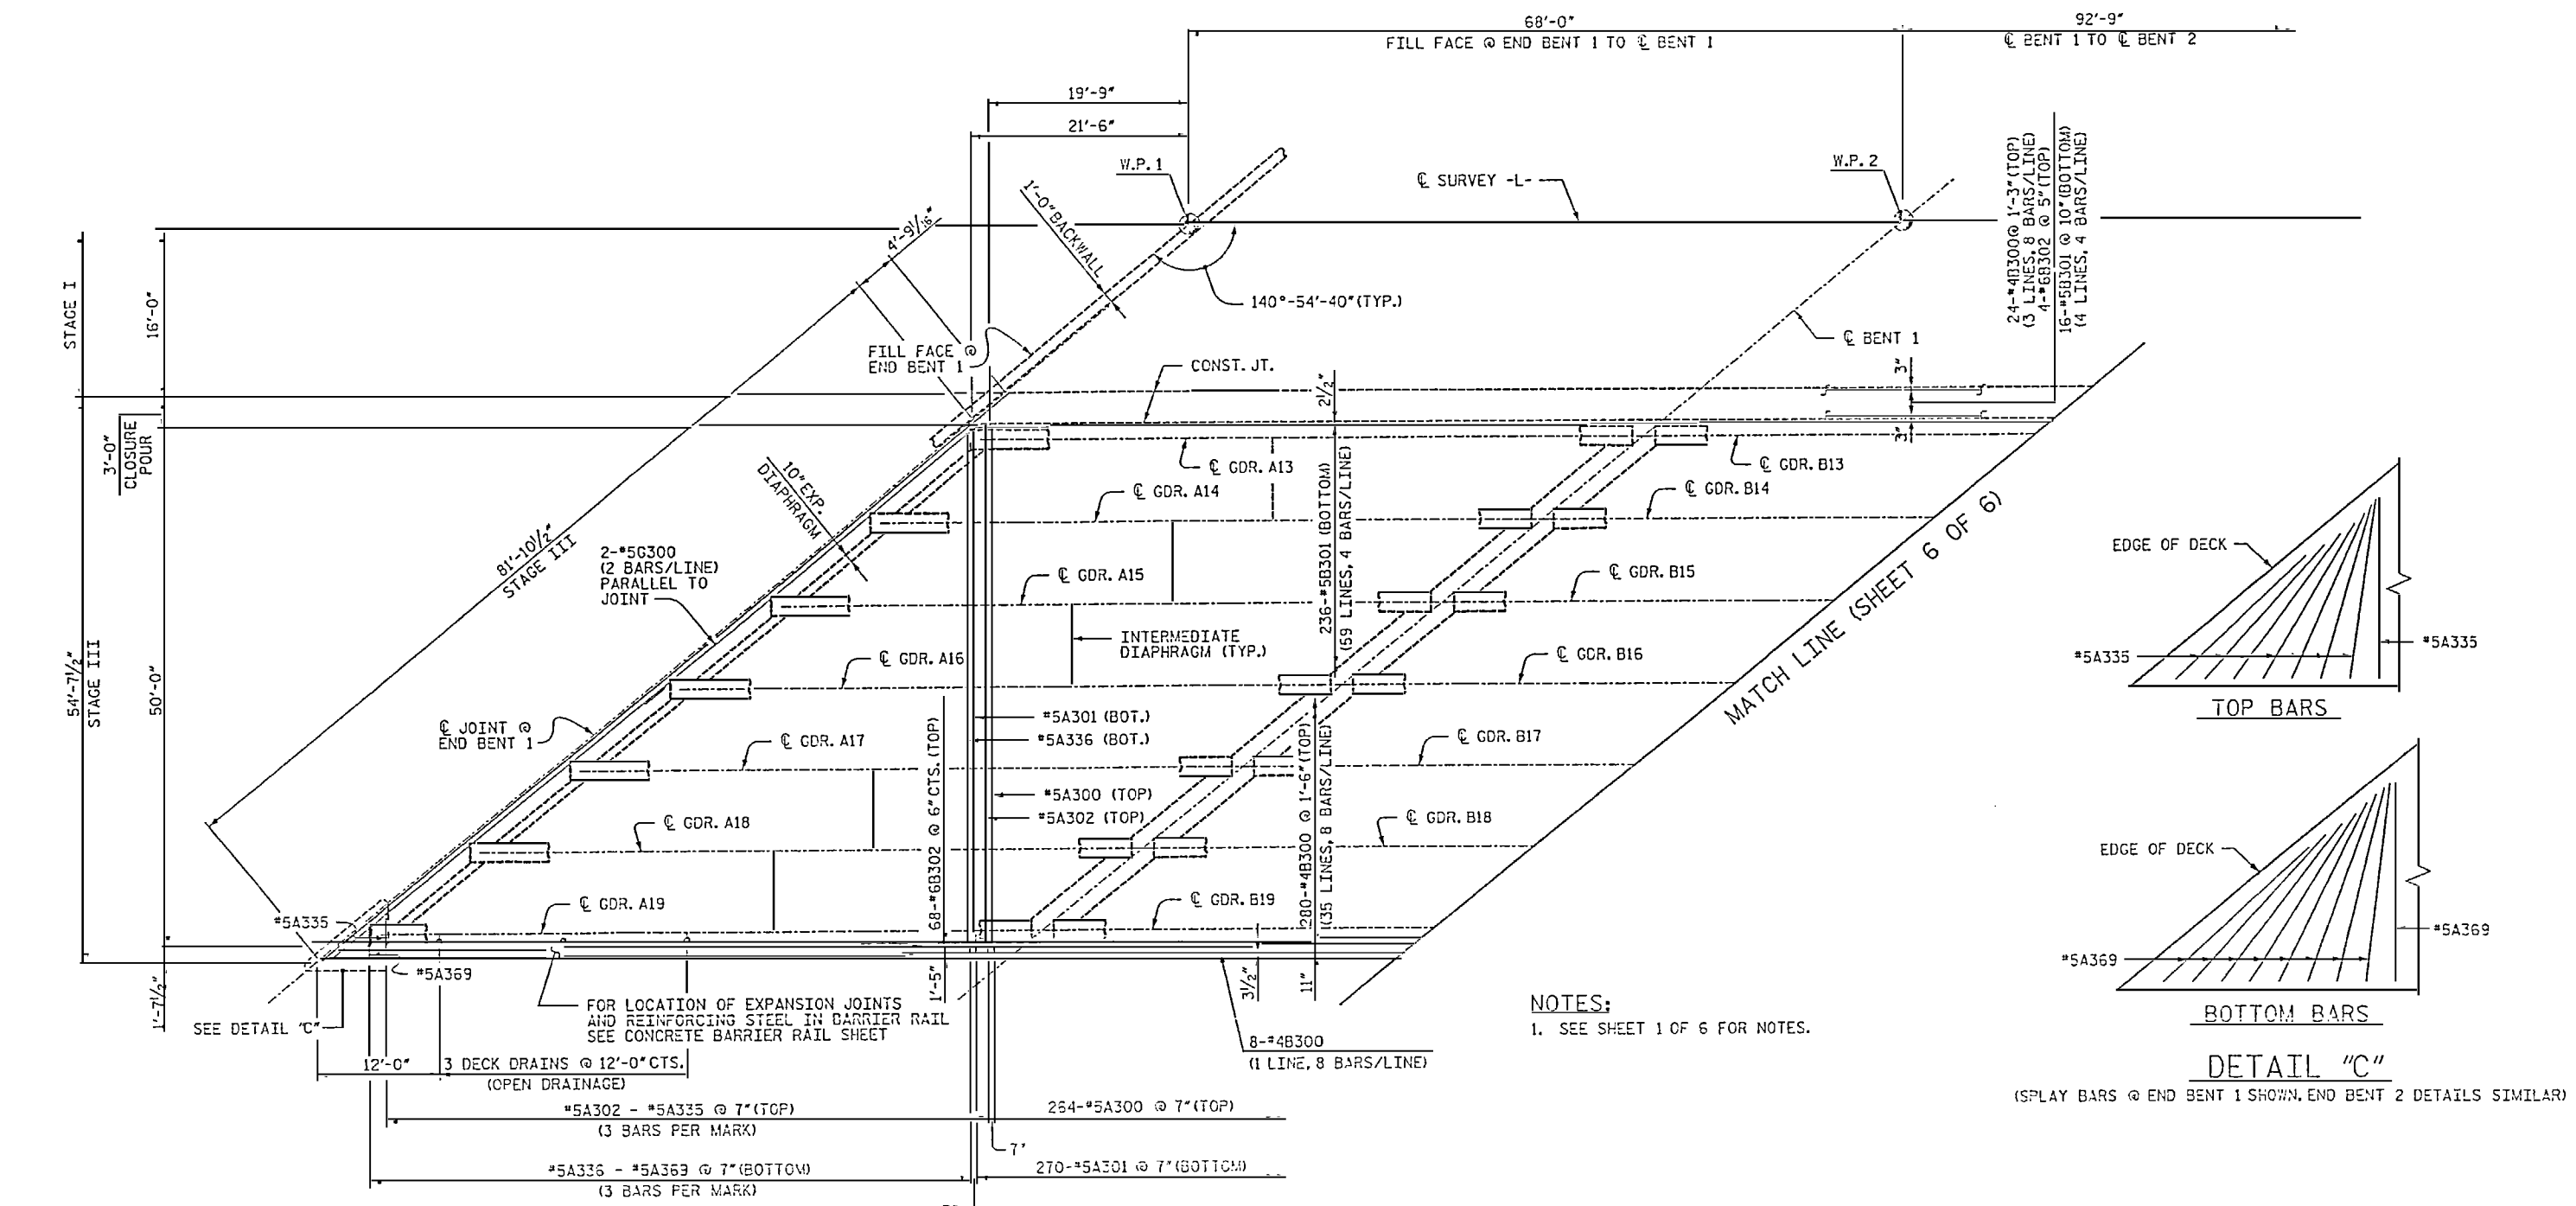 68'-0"
FILL FACE @ END BENT 1 TO ℄ BENT 1
92'-9"
℄ BENT 1 TO ℄ BENT 2
19'-9"
21'-6"
W.P. 1
℄ SURVEY -L-
W.P. 2
24-#4B300@ 1'-3"(TOP)
(3 LINES, 8 BARS/LINE)
4-#6B302 @ 5"(TOP)
16-#5B301 @ 10"(BOTTOM)
(4 LINES, 4 BARS/LINE)
1'-0" BACKWALL
4'-9 1/16"
140°-54'-40"(TYP.)
STAGE I
16'-0"
FILL FACE @
END BENT 1
CONST. JT.
℄ BENT 1
2 1/2"
3"
3"
3'-0"
CLOSURE
POUR
10" EXP.
DIAPHRAGM
℄ GDR. A13
℄ GDR. B13
℄ GDR. A14
℄ GDR. B14
236-#5B301 (BOTTOM)
(59 LINES, 4 BARS/LINE)
81'-10 1/2"
STAGE III
2-#5G300
(2 BARS/LINE)
PARALLEL TO
JOINT
℄ GDR. A15
℄ GDR. B15
MATCH LINE (SHEET 6 OF 6)
INTERMEDIATE
DIAPHRAGM (TYP.)
℄ GDR. A16
℄ GDR. B16
54'-7 1/2"
STAGE III
50'-0"
℄ JOINT @
END BENT 1
#5A301 (BOT.)
#5A336 (BOT.)
℄ GDR. A17
℄ GDR. B17
68-#6B302 @ 6"CTS. (TOP)
280-#4B300 @ 1'-6"(TOP)
(35 LINES, 8 BARS/LINE)
#5A300 (TOP)
#5A302 (TOP)
℄ GDR. A18
℄ GDR. B18
℄ GDR. A19
℄ GDR. B19
#5A335
#5A369
1'-7 1/2"
SEE DETAIL "C"
FOR LOCATION OF EXPANSION JOINTS
AND REINFORCING STEEL IN BARRIER RAIL
SEE CONCRETE BARRIER RAIL SHEET
1'-5"
3 1/2"
11"
8-#4B300
(1 LINE, 8 BARS/LINE)
12'-0"
3 DECK DRAINS @ 12'-0"CTS.
(OPEN DRAINAGE)
#5A302 - #5A335 @ 7"(TOP)
(3 BARS PER MARK)
264-#5A300 @ 7"(TOP)
7"
#5A336 - #5A369 @ 7"(BOTTOM)
(3 BARS PER MARK)
270-#5A301 @ 7"(BOTTOM)
NOTES:
1. SEE SHEET 1 OF 6 FOR NOTES.
EDGE OF DECK
#5A335
#5A335
TOP BARS
EDGE OF DECK
#5A369
#5A369
BOTTOM BARS
DETAIL "C"
(SPLAY BARS @ END BENT 1 SHOWN. END BENT 2 DETAILS SIMILAR)